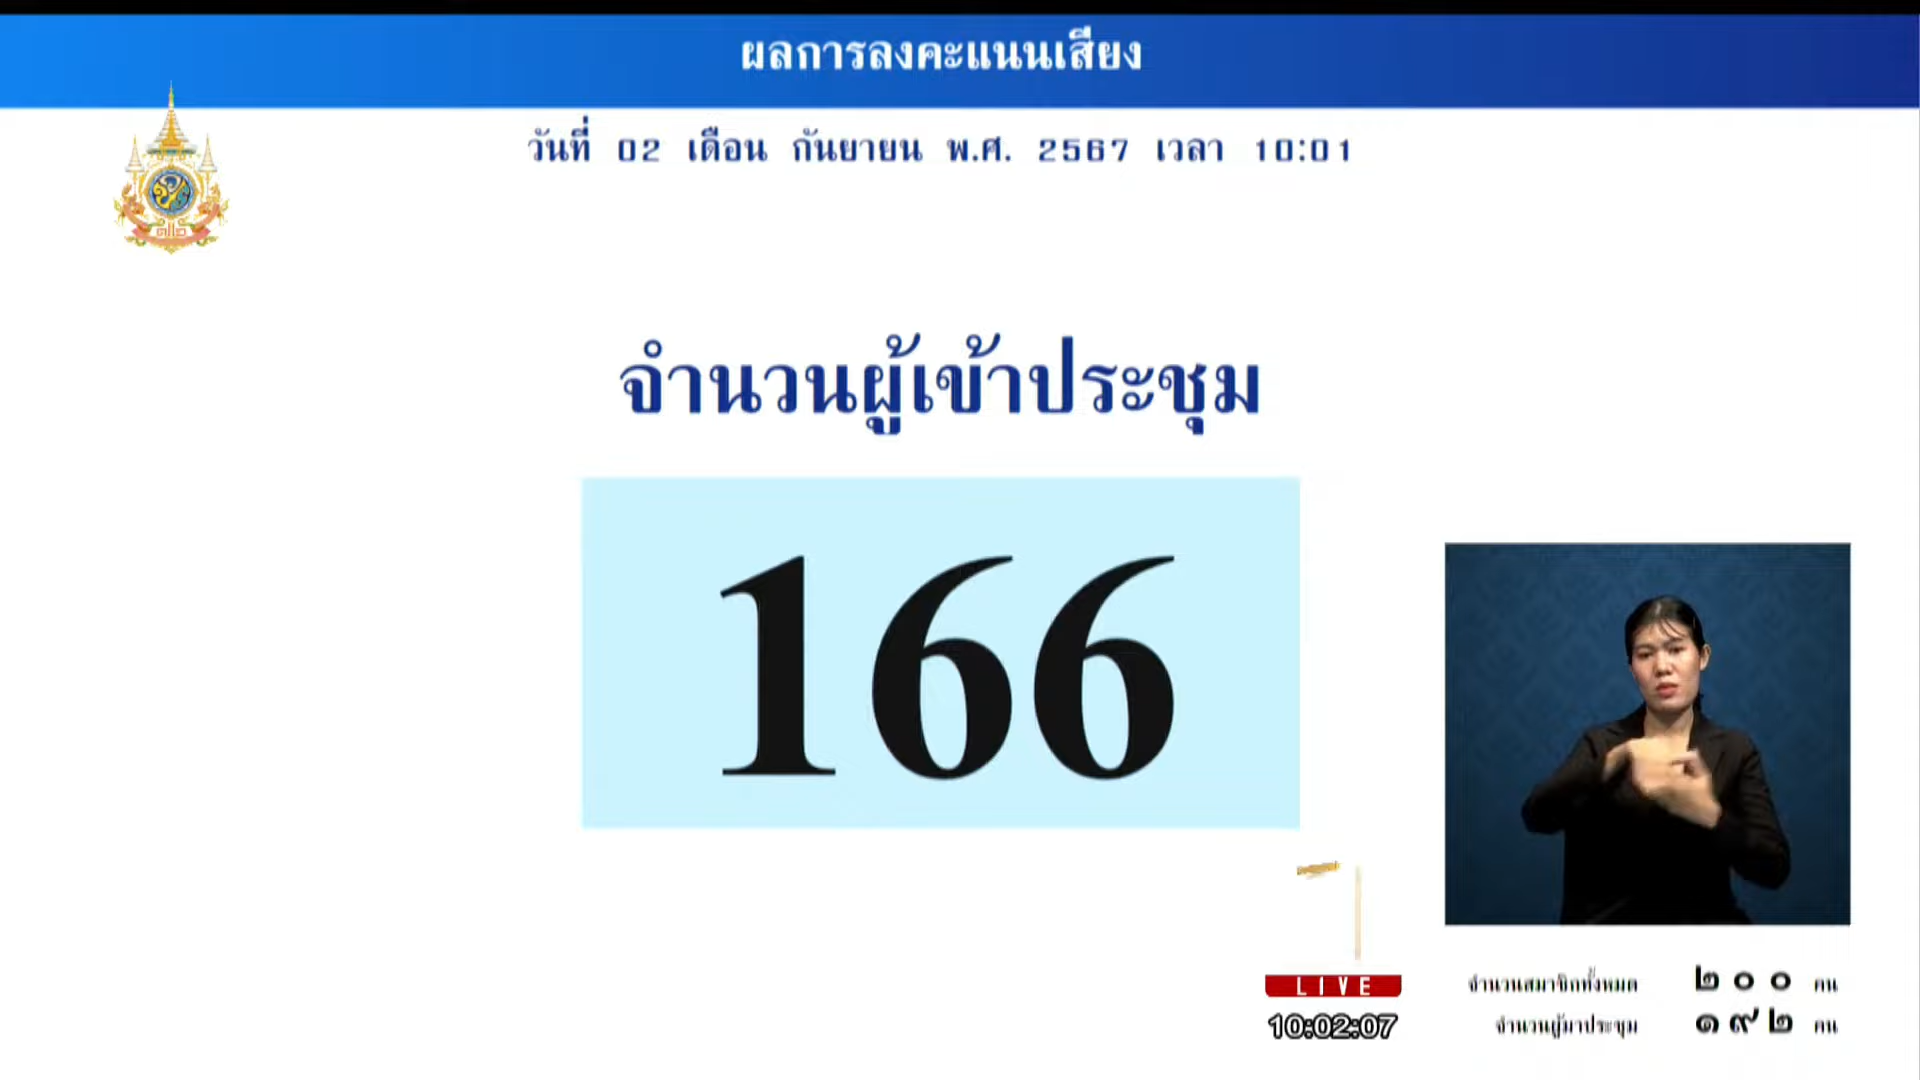 ผลการลงคะแนนเสียง
วันที่ 02 เดือน กันยายน พ.ศ. 2567 เวลา 10:01
๗๒
จำนวนผู้เข้าประชุม
166
LIVE
10:02:07
จำนวนสมาชิกทั้งหมด ๒๐๐ คน
จำนวนผู้มาประชุม ๑๙๒ คน